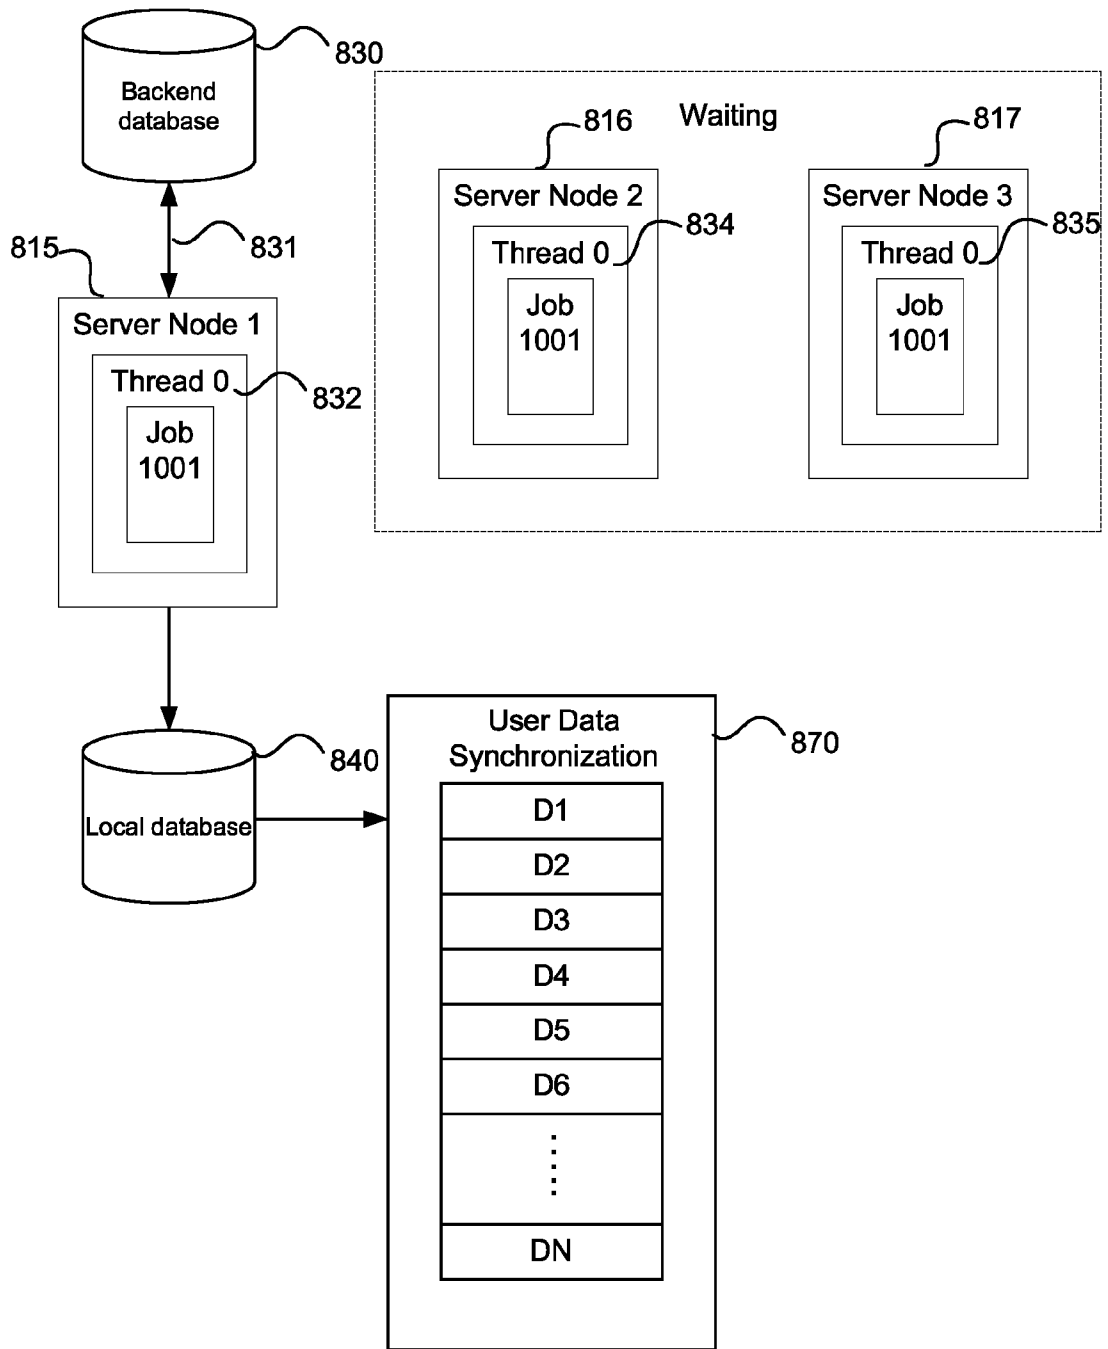 830
Backend
database
Waiting
816
817
Server Node 2
Server Node 3
834
835
Thread 0
Thread 0
Job
1001
Job
1001
831
815
Server Node 1
Thread 0
832
Job
1001
User Data
Synchronization
870
840
Local database
D1
D2
D3
D4
D5
D6
DN